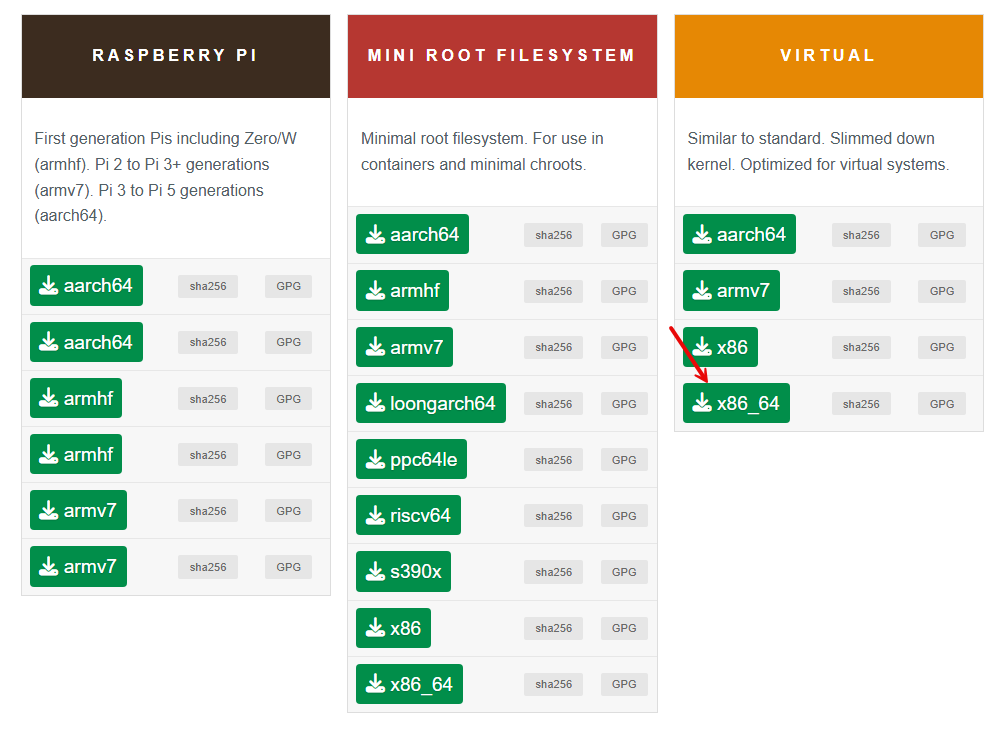 RASPBERRY PI
First generation Pis including Zero/W
(armhf). Pi 2 to Pi 3+ generations
(armv7). Pi 3 to Pi 5 generations
(aarch64).
aarch64 sha256 GPG
aarch64 sha256 GPG
armhf sha256 GPG
armhf sha256 GPG
armv7 sha256 GPG
armv7 sha256 GPG
MINI ROOT FILESYSTEM
Minimal root filesystem. For use in
containers and minimal chroots.
aarch64 sha256 GPG
armhf sha256 GPG
armv7 sha256 GPG
loongarch64 sha256 GPG
ppc64le sha256 GPG
riscv64 sha256 GPG
s390x sha256 GPG
x86 sha256 GPG
x86_64 sha256 GPG
VIRTUAL
Similar to standard. Slimmed down
kernel. Optimized for virtual systems.
aarch64 sha256 GPG
armv7 sha256 GPG
x86 sha256 GPG
x86_64 sha256 GPG